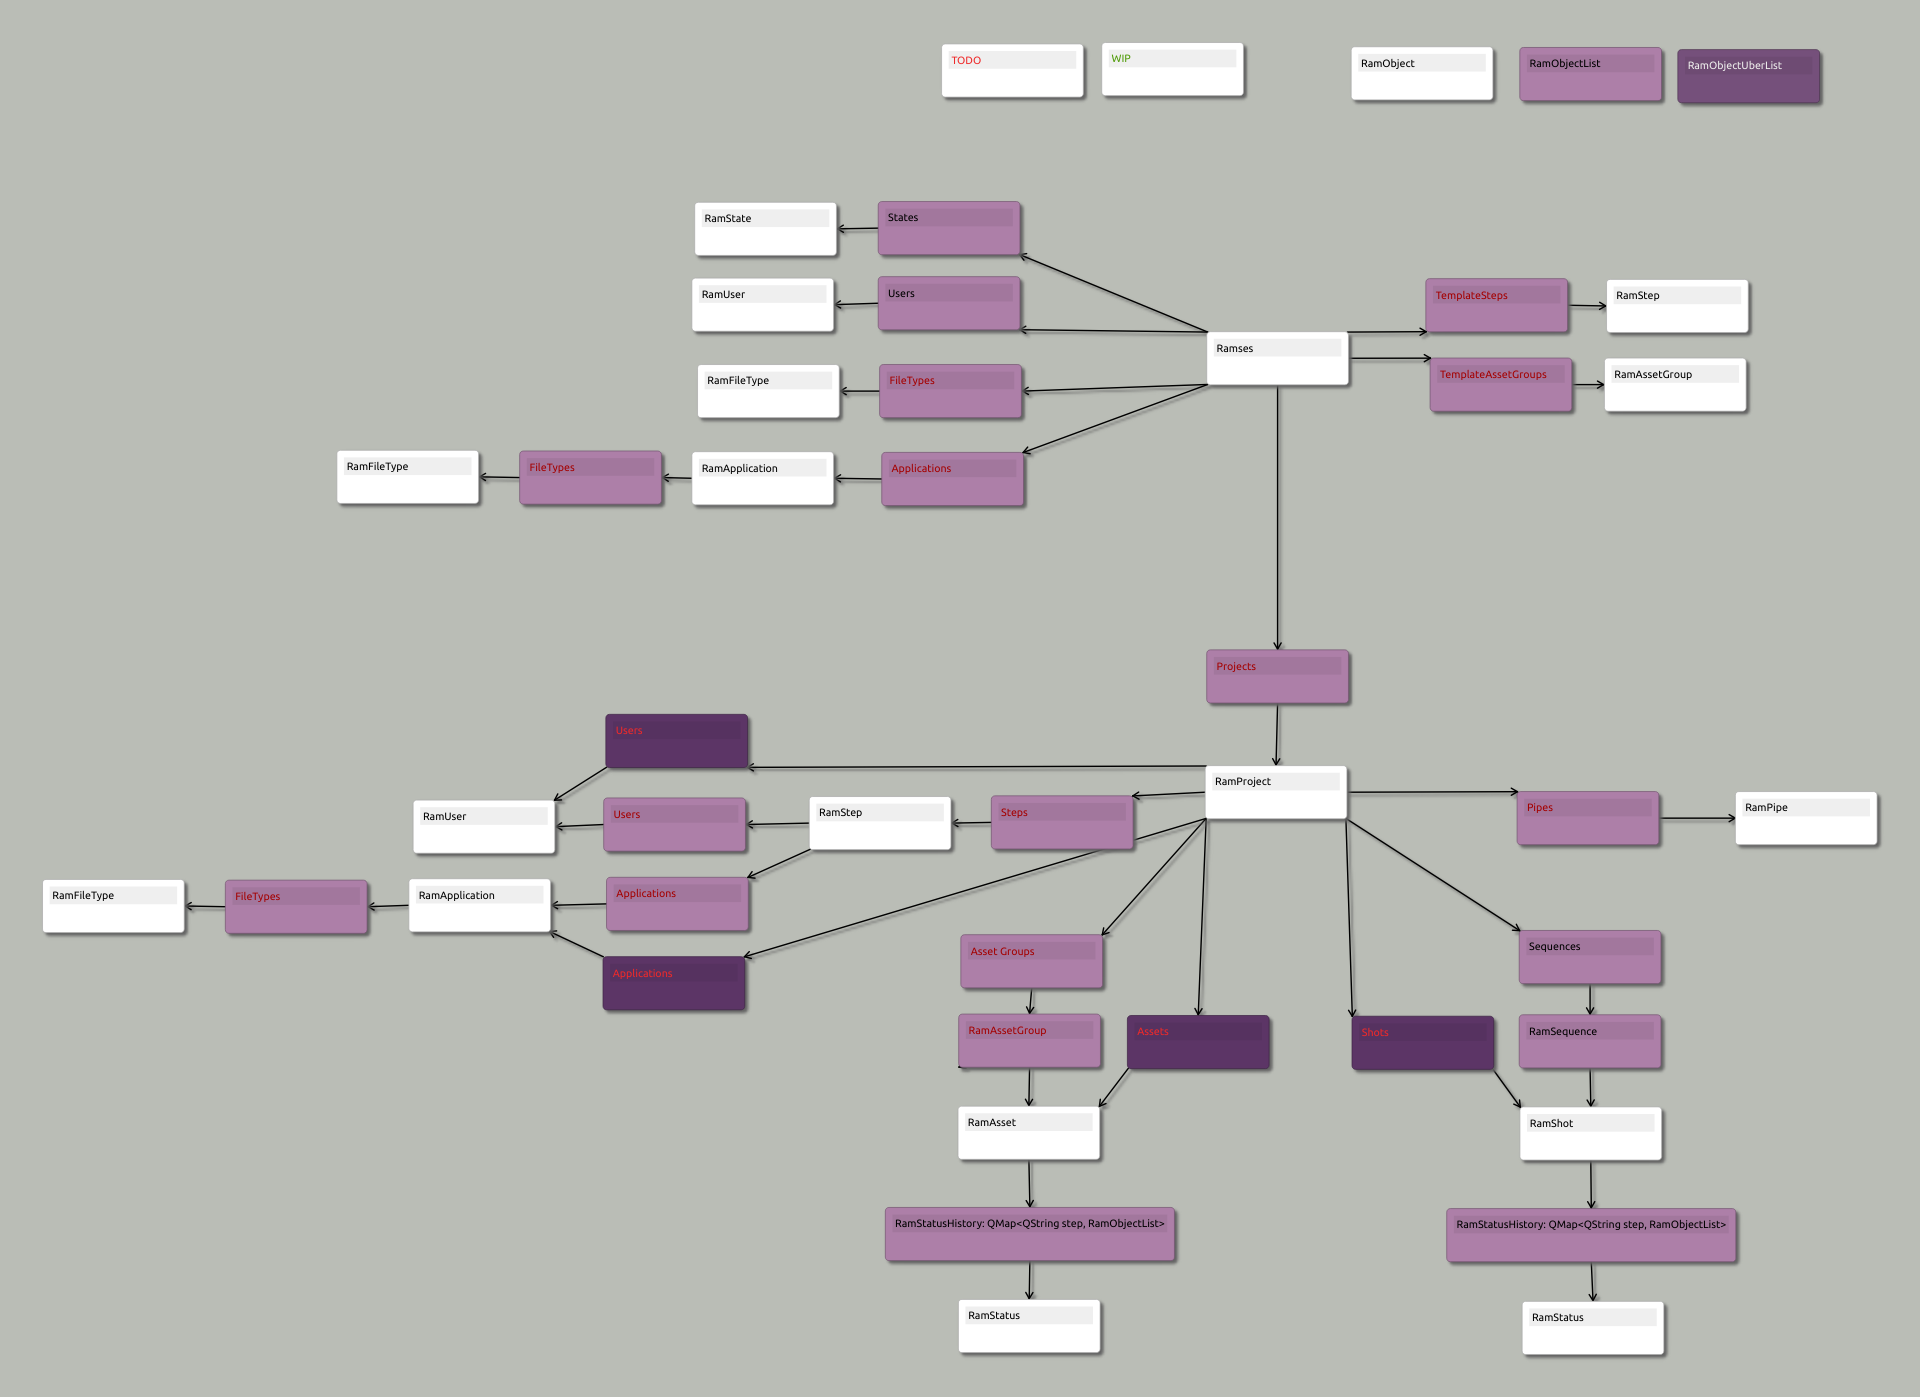 TODO
WIP
RamObject
RamObjectList
RamObjectUberList
RamState
States
RamUser
Users
TemplateSteps
RamStep
Ramses
RamFileType
FileTypes
TemplateAssetGroups
RamAssetGroup
RamFileType
FileTypes
RamApplication
Applications
Projects
Users
RamProject
RamUser
Users
RamStep
Steps
Pipes
RamPipe
RamFileType
FileTypes
RamApplication
Applications
Applications
Asset Groups
Sequences
RamAssetGroup
Assets
Shots
RamSequence
RamAsset
RamShot
RamStatusHistory: QMap<QString step, RamObjectList>
RamStatusHistory: QMap<QString step, RamObjectList>
RamStatus
RamStatus